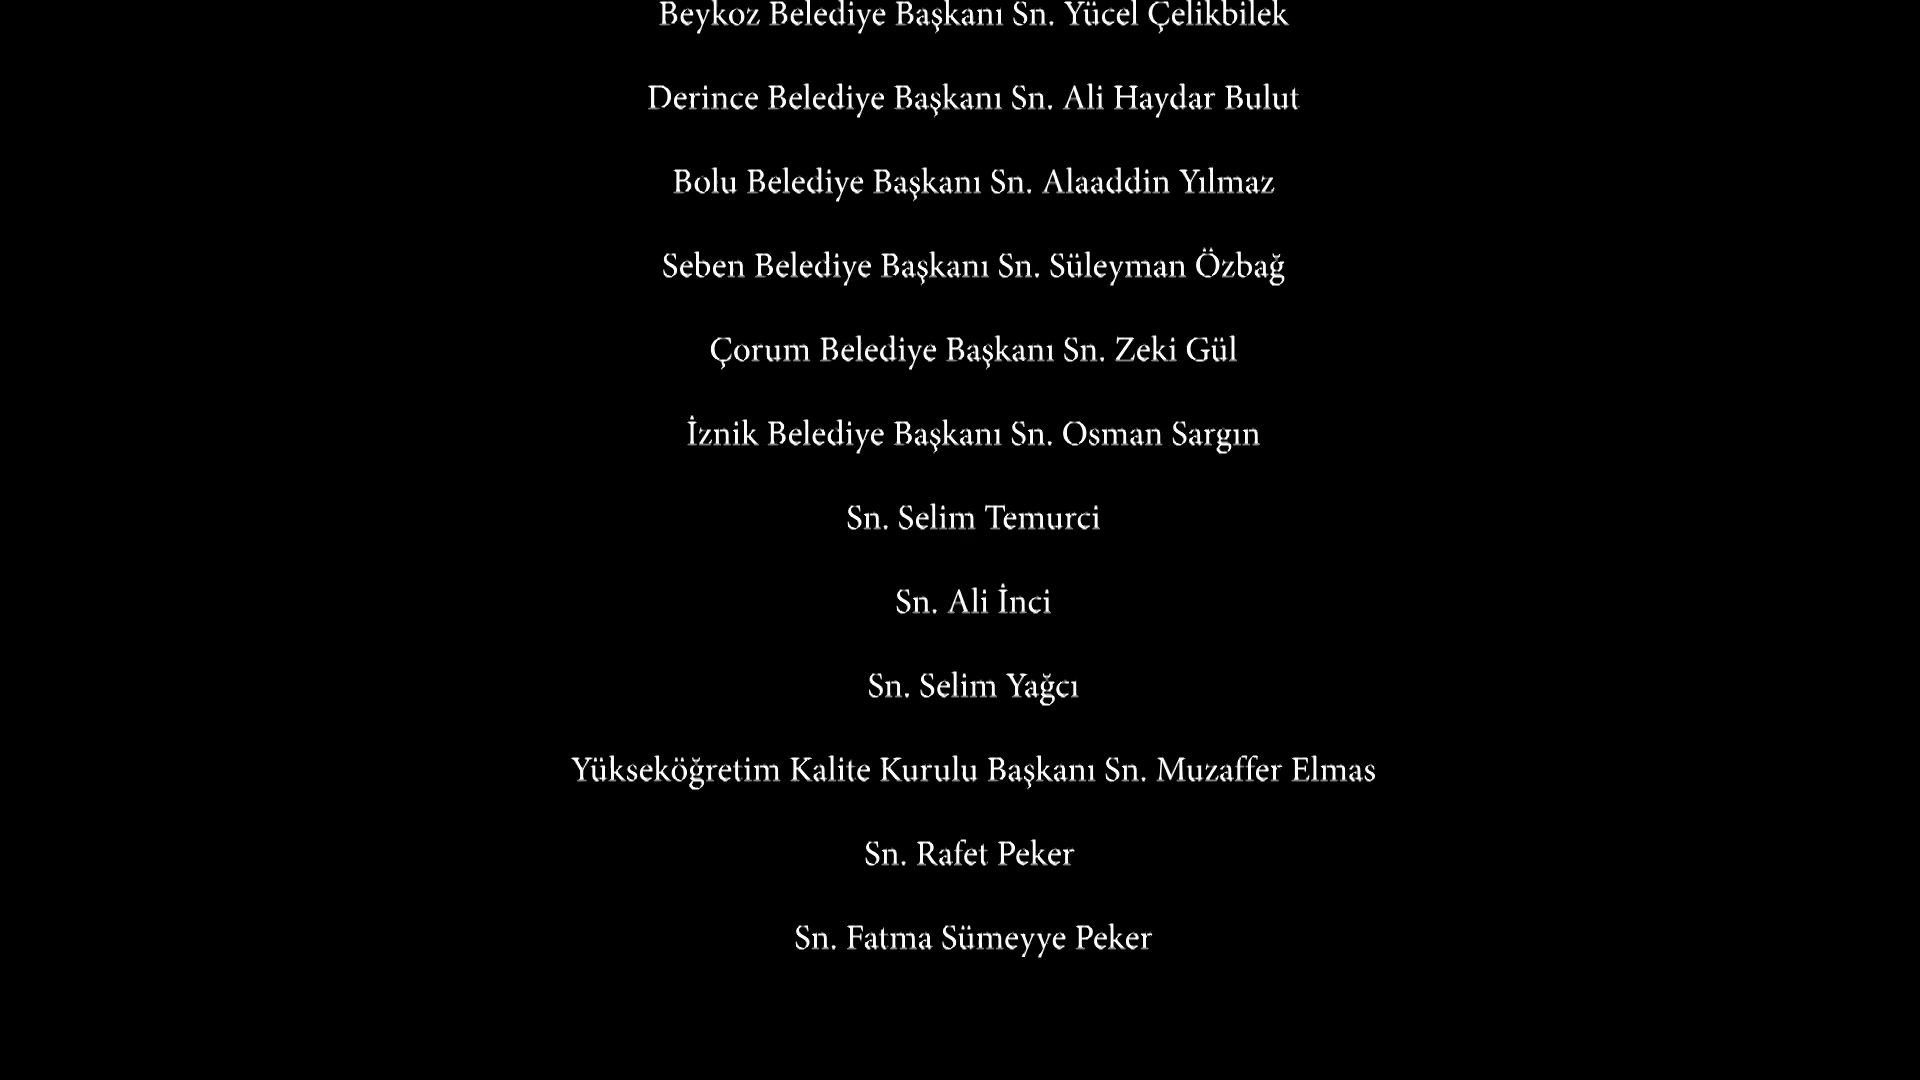 Beykoz Belediye Başkanı Sn. Yücel Çelikbilek
Derince Belediye Başkanı Sn. Ali Haydar Bulut
Bolu Belediye Başkanı Sn. Alaaddin Yılmaz
Seben Belediye Başkanı Sn. Süleyman Özbağ
Çorum Belediye Başkanı Sn. Zeki Gül
İznik Belediye Başkanı Sn. Osman Sargın
Sn. Selim Temurci
Sn. Ali İnci
Sn. Selim Yağcı
Yükseköğretim Kalite Kurulu Başkanı Sn. Muzaffer Elmas
Sn. Rafet Peker
Sn. Fatma Sümeyye Peker